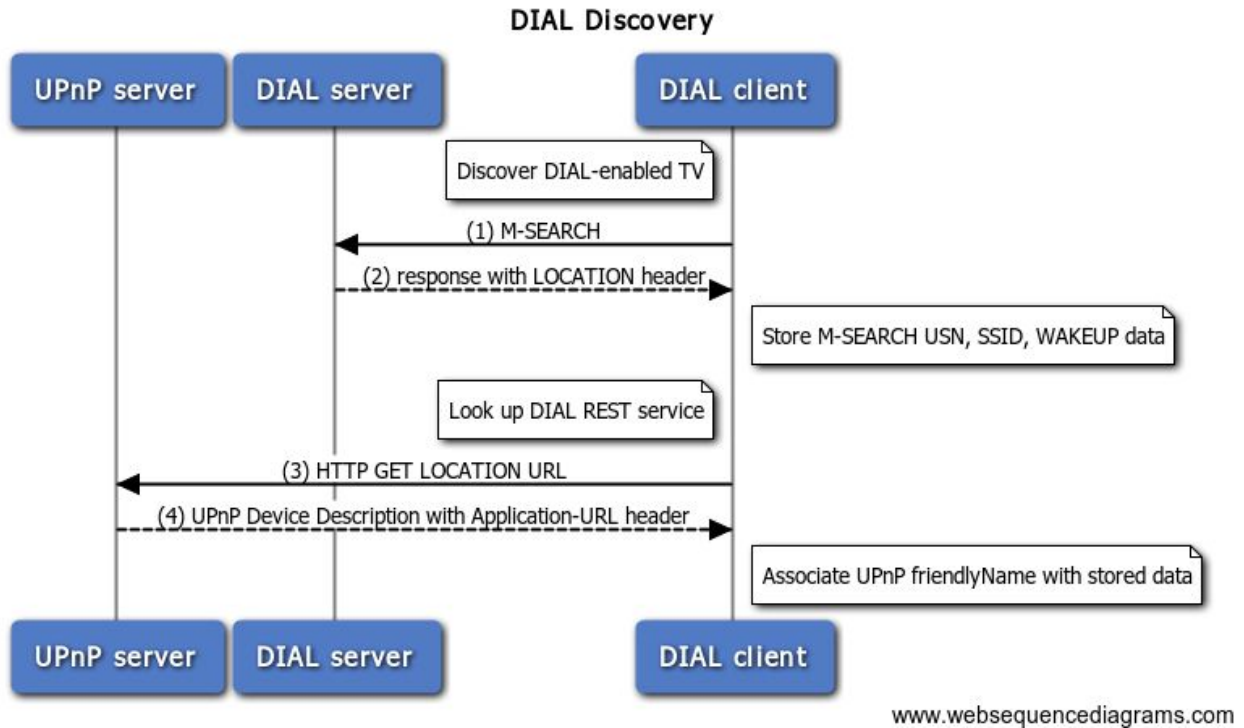 DIAL Discovery
UPnP server
DIAL server
DIAL client
Discover DIAL-enabled TV
(1) M-SEARCH
(2) response with LOCATION header
Store M-SEARCH USN, SSID, WAKEUP data
Look up DIAL REST service
(3) HTTP GET LOCATION URL
(4) UPnP Device Description with Application-URL header
Associate UPnP friendlyName with stored data
UPnP server
DIAL server
DIAL client
www.websequencediagrams.com